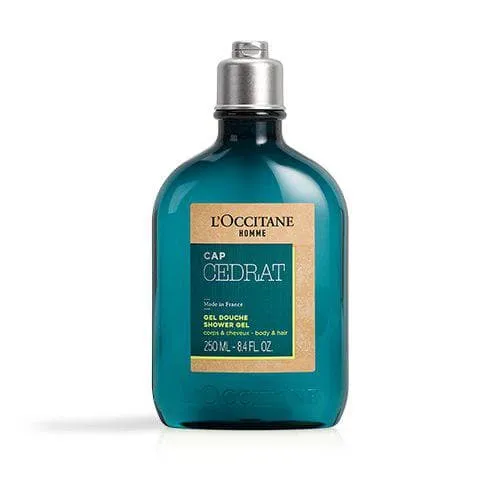 L'OCCITANE
HOMME
CAP
CEDRAT
Made in France
GEL DOUCHE
SHOWER GEL
corps & cheveux - body & hair
250 ML - 8.4 FL. OZ.
L'OCCITANE